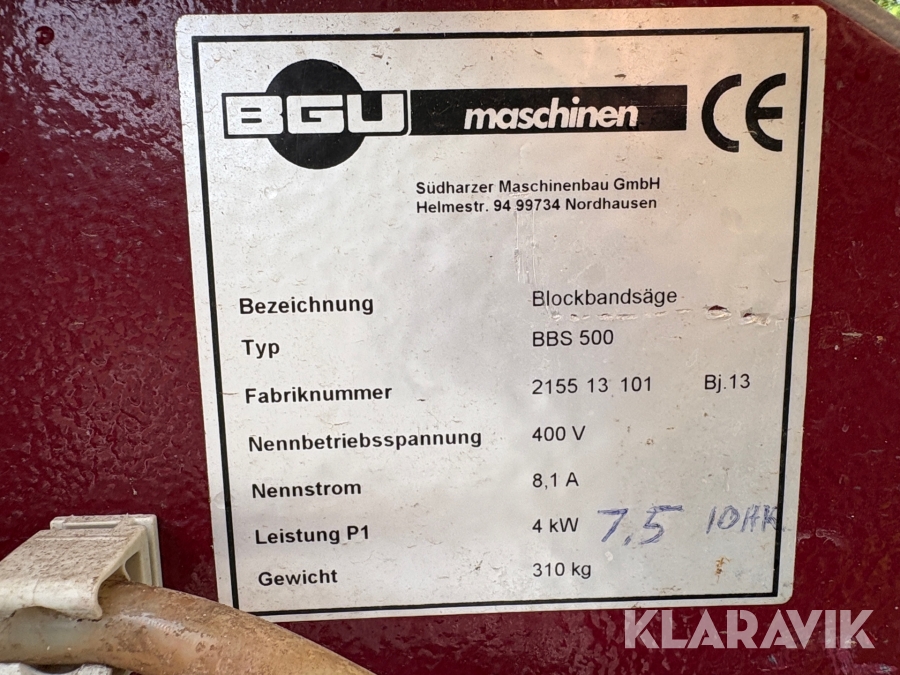 BGU maschinen CE
Südharzer Maschinenbau GmbH
Helmestr. 94 99734 Nordhausen
Bezeichnung Blockbandsäge
Typ BBS 500
Fabriknummer 2155 13 101 Bj.13
Nennbetriebsspannung 400 V
Nennstrom 8,1 A
Leistung P1 4 kW 7.5 10HK
Gewicht 310 kg
KLARAVIK